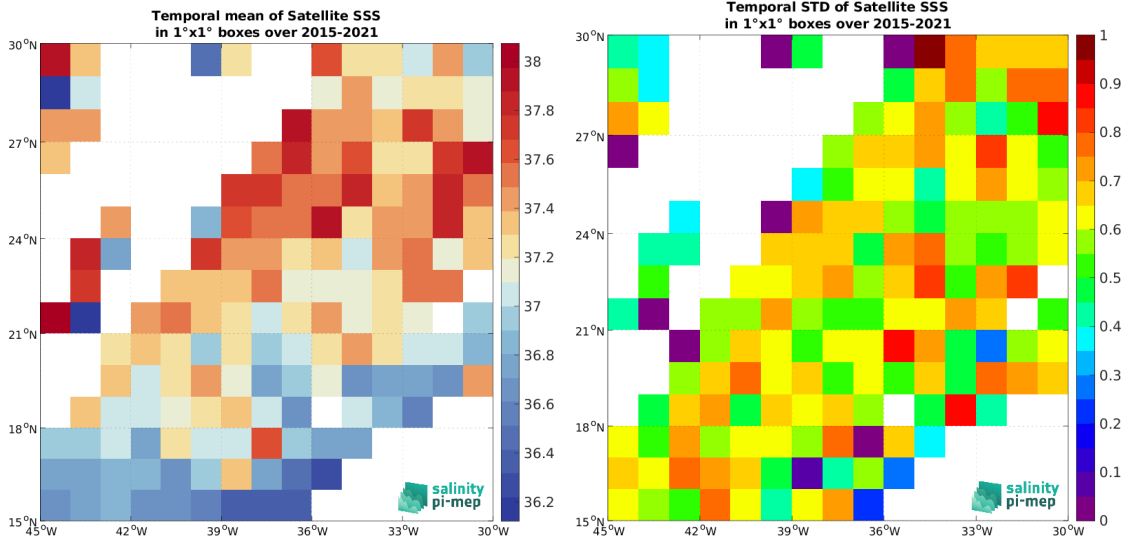 Temporal mean of Satellite SSS
in 1°x1° boxes over 2015-2021
30°N
27°N
24°N
21°N
18°N
15°N
45°W
42°W
39°W
36°W
33°W
30°W
38
37.8
37.6
37.4
37.2
37
36.8
36.6
36.4
36.2
salinity
pi-mep
Temporal STD of Satellite SSS
in 1°x1° boxes over 2015-2021
30°N
27°N
24°N
21°N
18°N
15°N
45°W
42°W
39°W
36°W
33°W
30°W
1
0.9
0.8
0.7
0.6
0.5
0.4
0.3
0.2
0.1
0
salinity
pi-mep